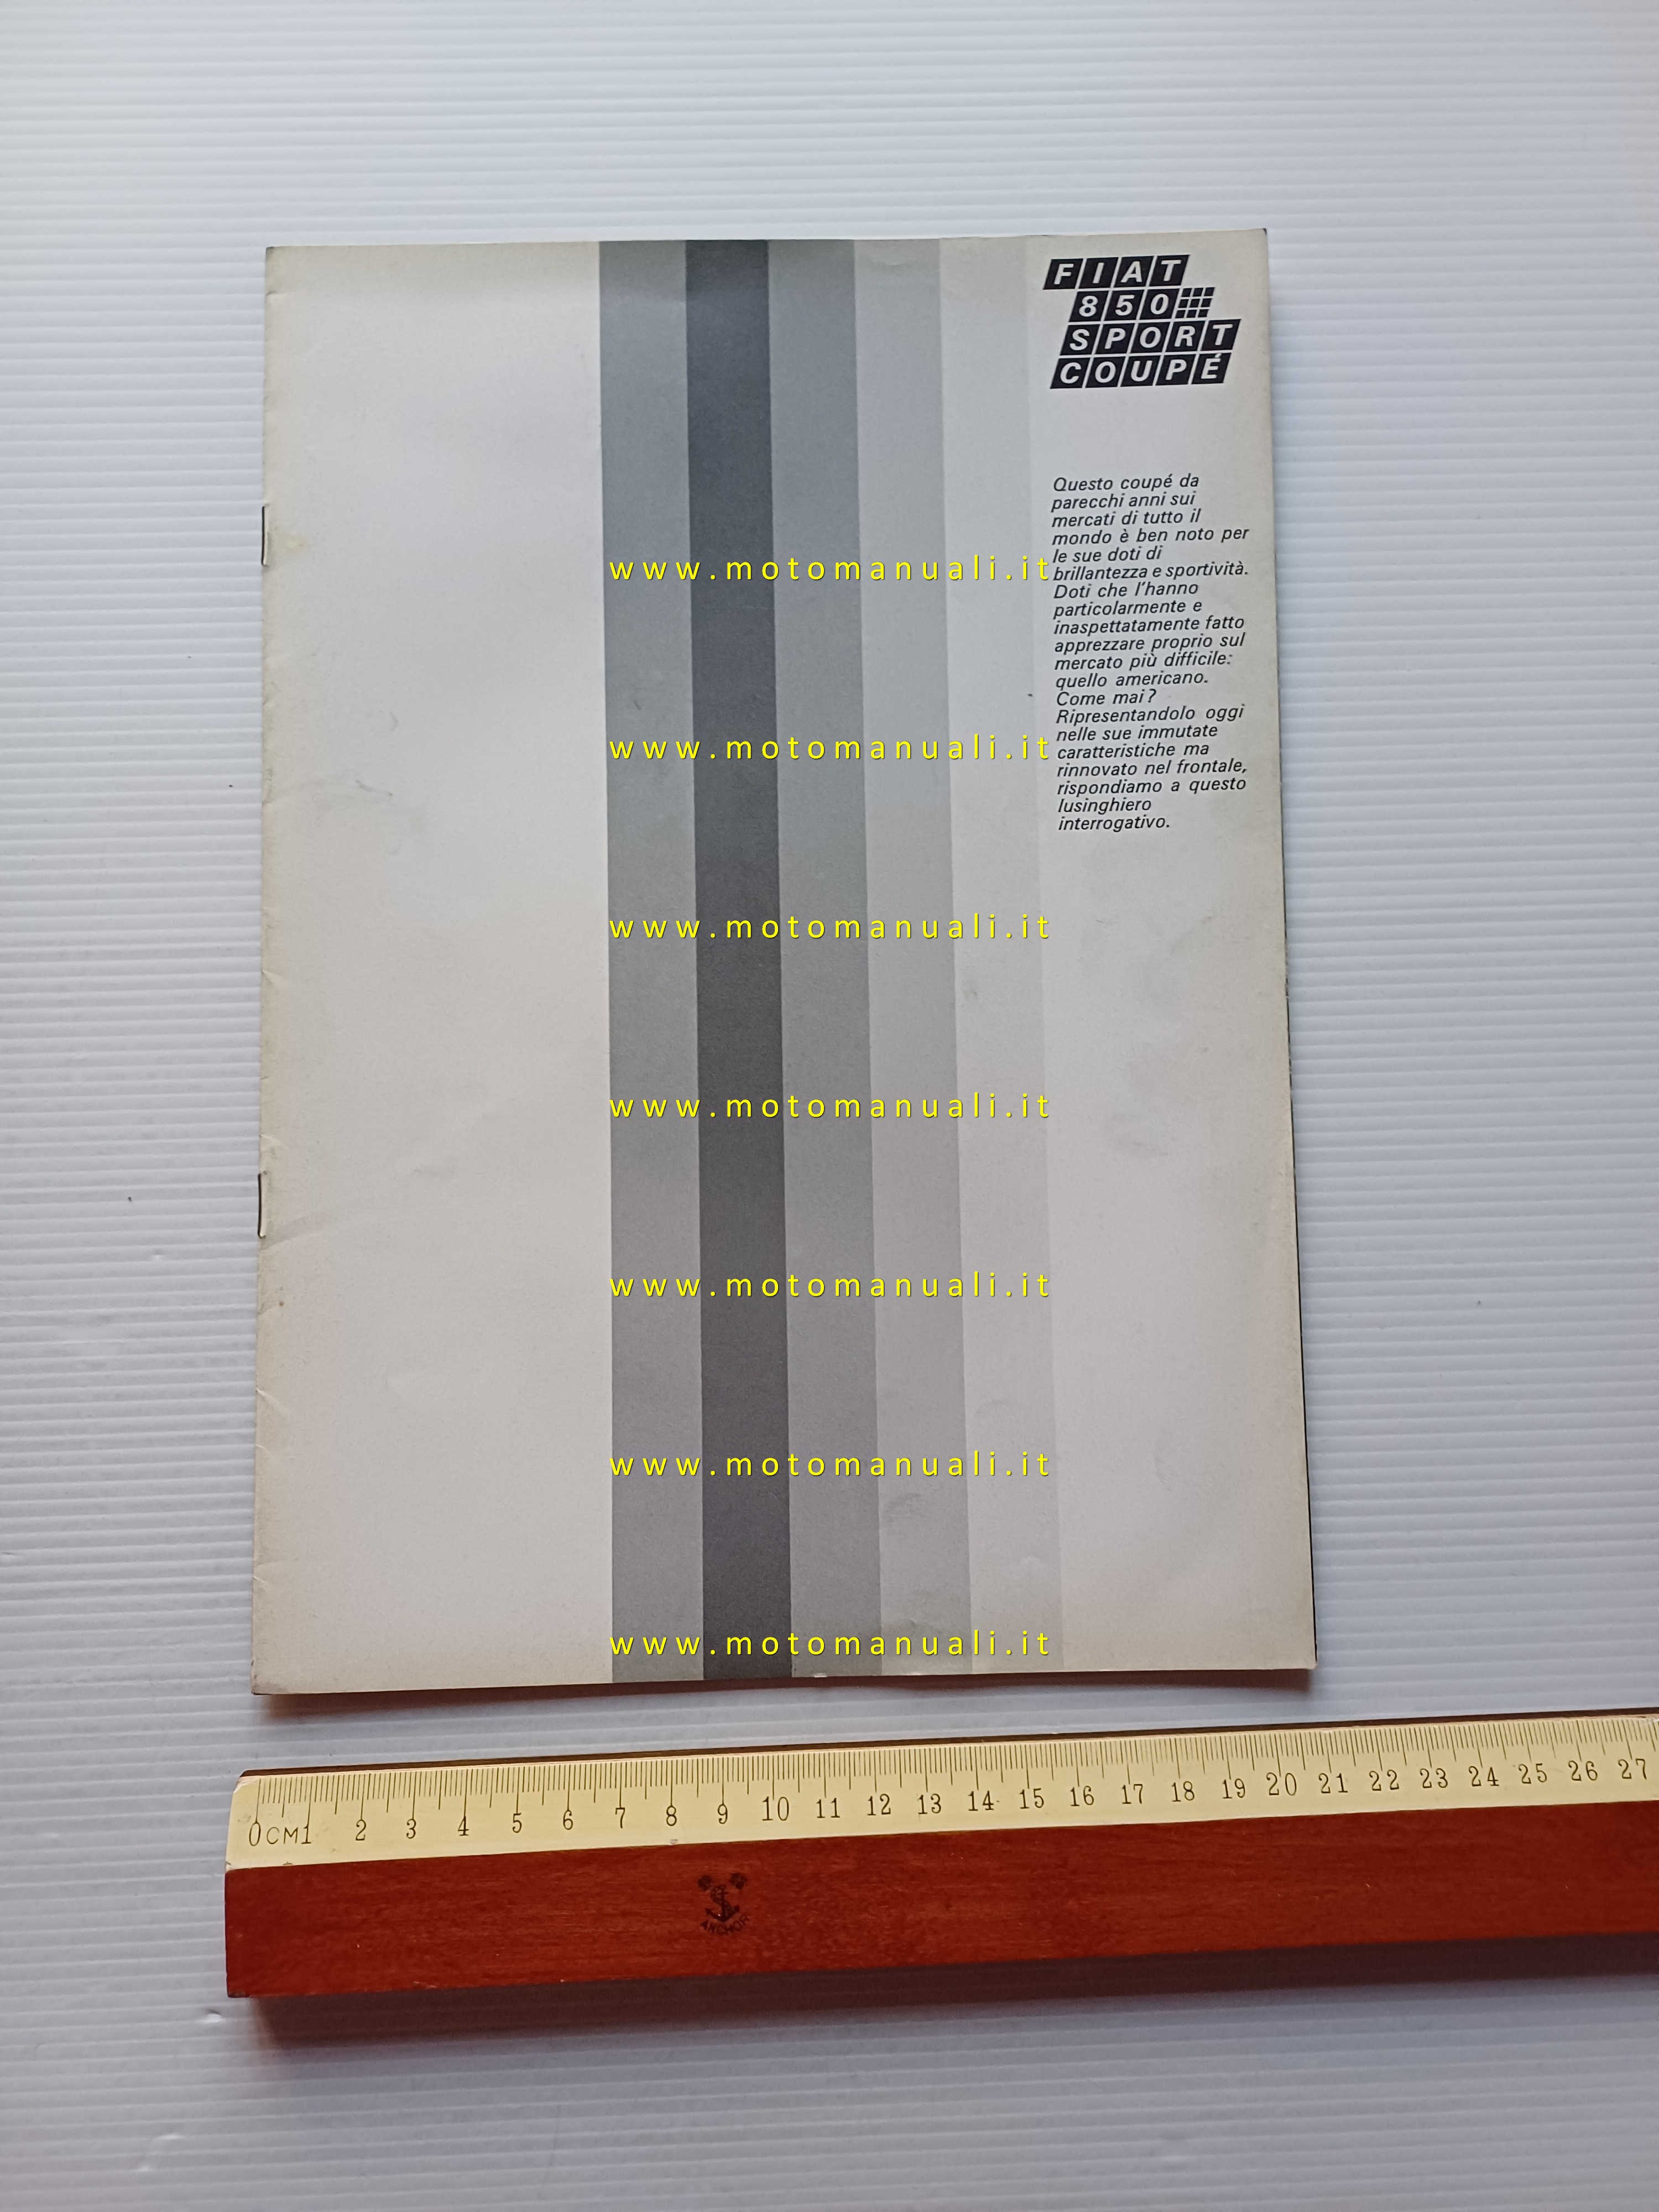 FIAT
850
SPORT
COUPÉ
Questo coupé da
parecchi anni sui
mercati di tutto il
mondo è ben noto per
le sue doti di
brillantezza e sportività.
Doti che l'hanno
particolarmente e
inaspettatamente fatto
apprezzare proprio sul
mercato più difficile:
quello americano.
Come mai?
Ripresentandolo oggi
nelle sue immutate
caratteristiche ma
rinnovato nel frontale,
rispondiamo a questo
lusinghiero
interrogativo.
www.motomanuali.it
www.motomanuali.it
www.motomanuali.it
www.motomanuali.it
www.motomanuali.it
www.motomanuali.it
www.motomanuali.it
0CM1 2 3 4 5 6 7 8 9 10 11 12 13 14 15 16 17 18 19 20 21 22 23 24 25 26 27
ANCHOR